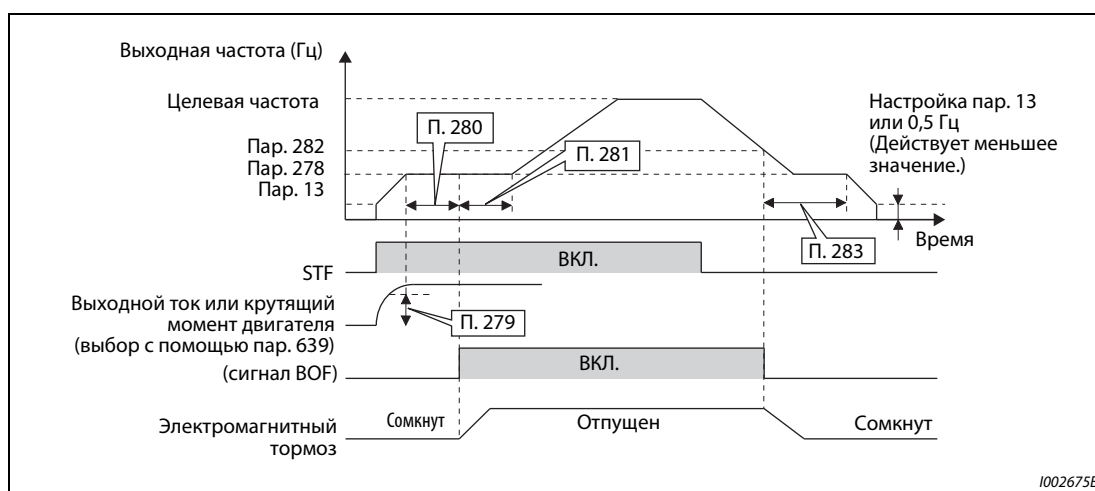 Выходная частота (Гц)
Целевая частота
Пар. 282
Пар. 278
Пар. 13
П. 280
П. 281
Настройка пар. 13
или 0,5 Гц
(Действует меньшее
значение.)
П. 283
Время
STF
ВКЛ.
Выходной ток или крутящий
момент двигателя
(выбор с помощью пар. 639)
П. 279
(сигнал BOF)
ВКЛ.
Электромагнитный
тормоз
Сомкнут
Отпущен
Сомкнут
I002675E